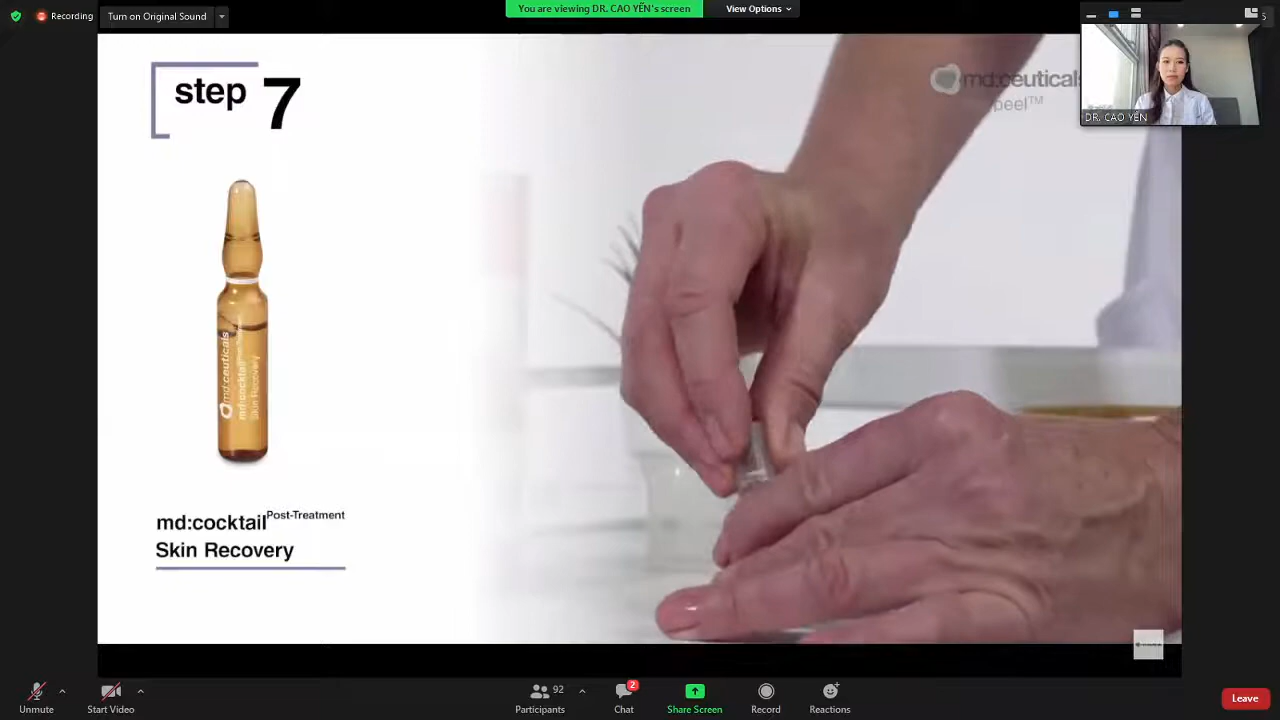 Recording
Turn on Original Sound
You are viewing DR. CAO YẾN's screen
View Options
step 7
md:ceuticals
peel™
DR. CAO YẾN
md:ceuticals
md:cocktail
Skin Recovery
md:cocktail Post-Treatment
Skin Recovery
Unmute
Start Video
92
Participants
2
Chat
Share Screen
Record
Reactions
Leave